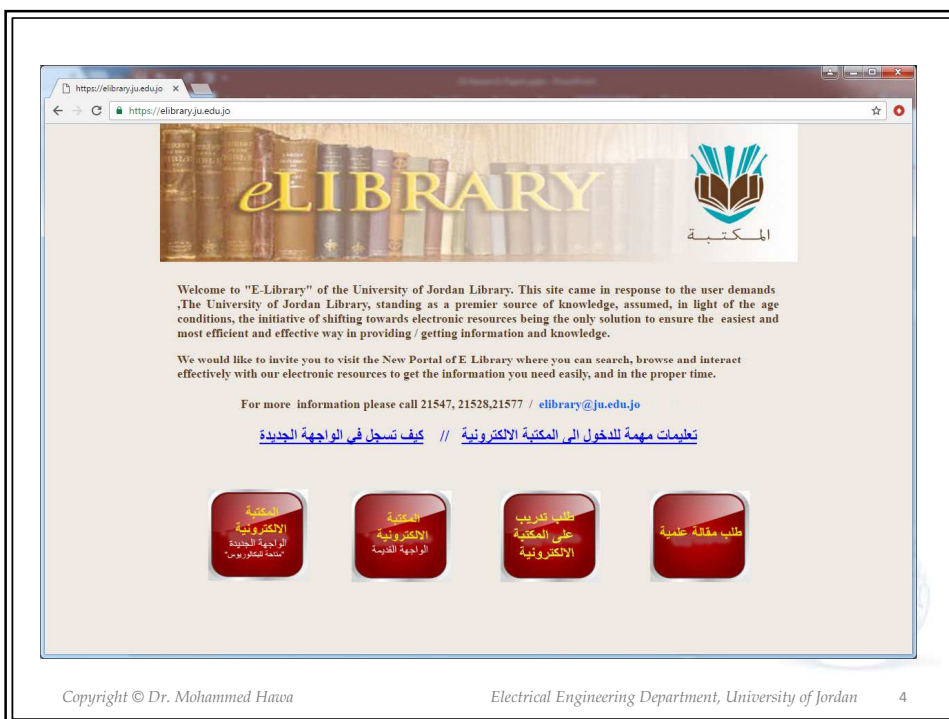 https://elibrary.ju.edu.jo
https://elibrary.ju.edu.jo
eLIBRARY
المكتبة
Welcome to "E-Library" of the University of Jordan Library. This site came in response to the user demands
,The University of Jordan Library, standing as a premier source of knowledge, assumed, in light of the age
conditions, the initiative of shifting towards electronic resources being the only solution to ensure the easiest and
most efficient and effective way in providing / getting information and knowledge.
We would like to invite you to visit the New Portal of E Library where you can search, browse and interact
effectively with our electronic resources to get the information you need easily, and in the proper time.
For more information please call 21547, 21528,21577 / elibrary@ju.edu.jo
تعليمات مهمة للدخول الى المكتبة الالكترونية // كيف تسجل في الواجهة الجديدة
المكتبة
الالكترونية
الواجهة الجديدة
"متاحة للبكالوريوس"
المكتبة
الالكترونية
الواجهة القديمة
طلب تدريب
على المكتبة
الالكترونية
طلب مقالة علمية
Copyright © Dr. Mohammed Hawa
Electrical Engineering Department, University of Jordan
4